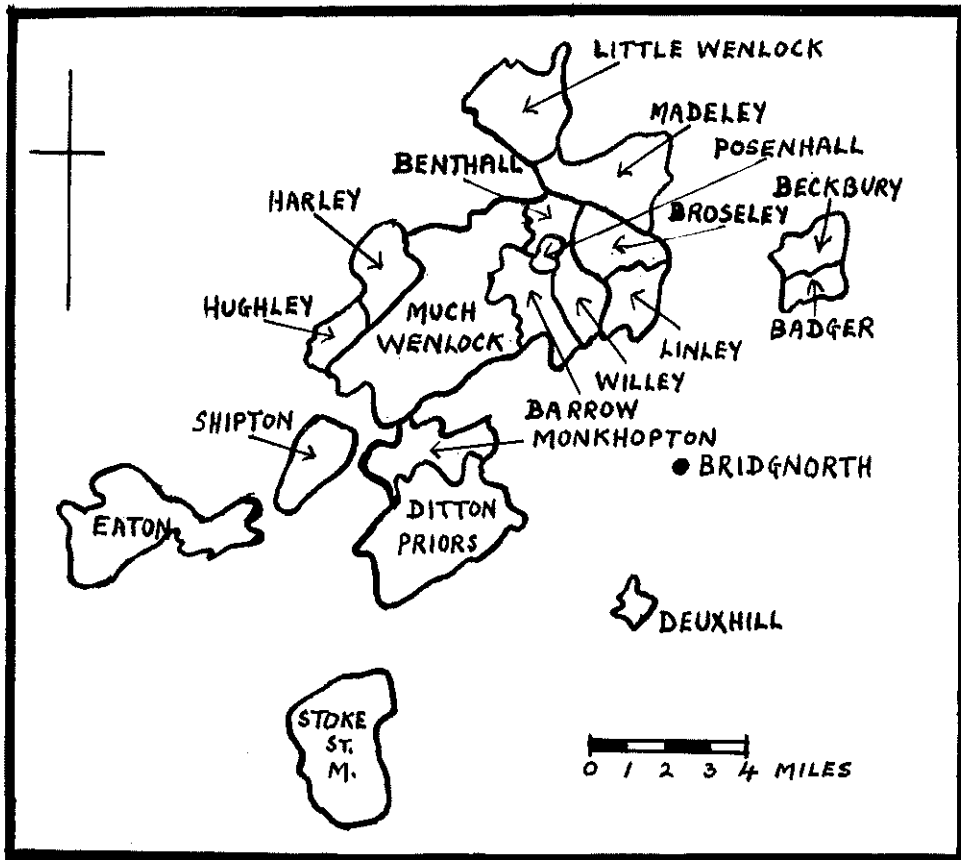 LITTLE WENLOCK
MADELEY
POSENHALL
BENTHALL
BECKBURY
HARLEY
BROSELEY
HUGHLEY
MUCH
WENLOCK
BADGER
LINLEY
WILLEY
BARROW
SHIPTON
MONKHOPTON
BRIDGNORTH
EATON
DITTON
PRIORS
DEUXHILL
STOKE
ST.
M.
0 1 2 3 4 MILES